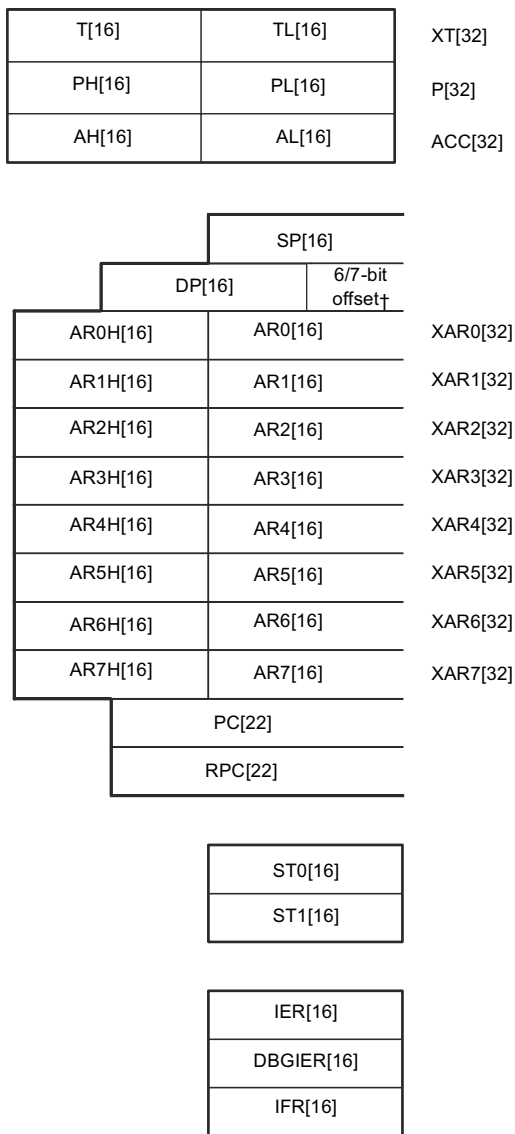 T[16] TL[16] XT[32]
PH[16] PL[16] P[32]
AH[16] AL[16] ACC[32]
SP[16]
DP[16] 6/7-bit
offset†
AR0H[16] AR0[16] XAR0[32]
AR1H[16] AR1[16] XAR1[32]
AR2H[16] AR2[16] XAR2[32]
AR3H[16] AR3[16] XAR3[32]
AR4H[16] AR4[16] XAR4[32]
AR5H[16] AR5[16] XAR5[32]
AR6H[16] AR6[16] XAR6[32]
AR7H[16] AR7[16] XAR7[32]
PC[22]
RPC[22]
ST0[16]
ST1[16]
IER[16]
DBGIER[16]
IFR[16]